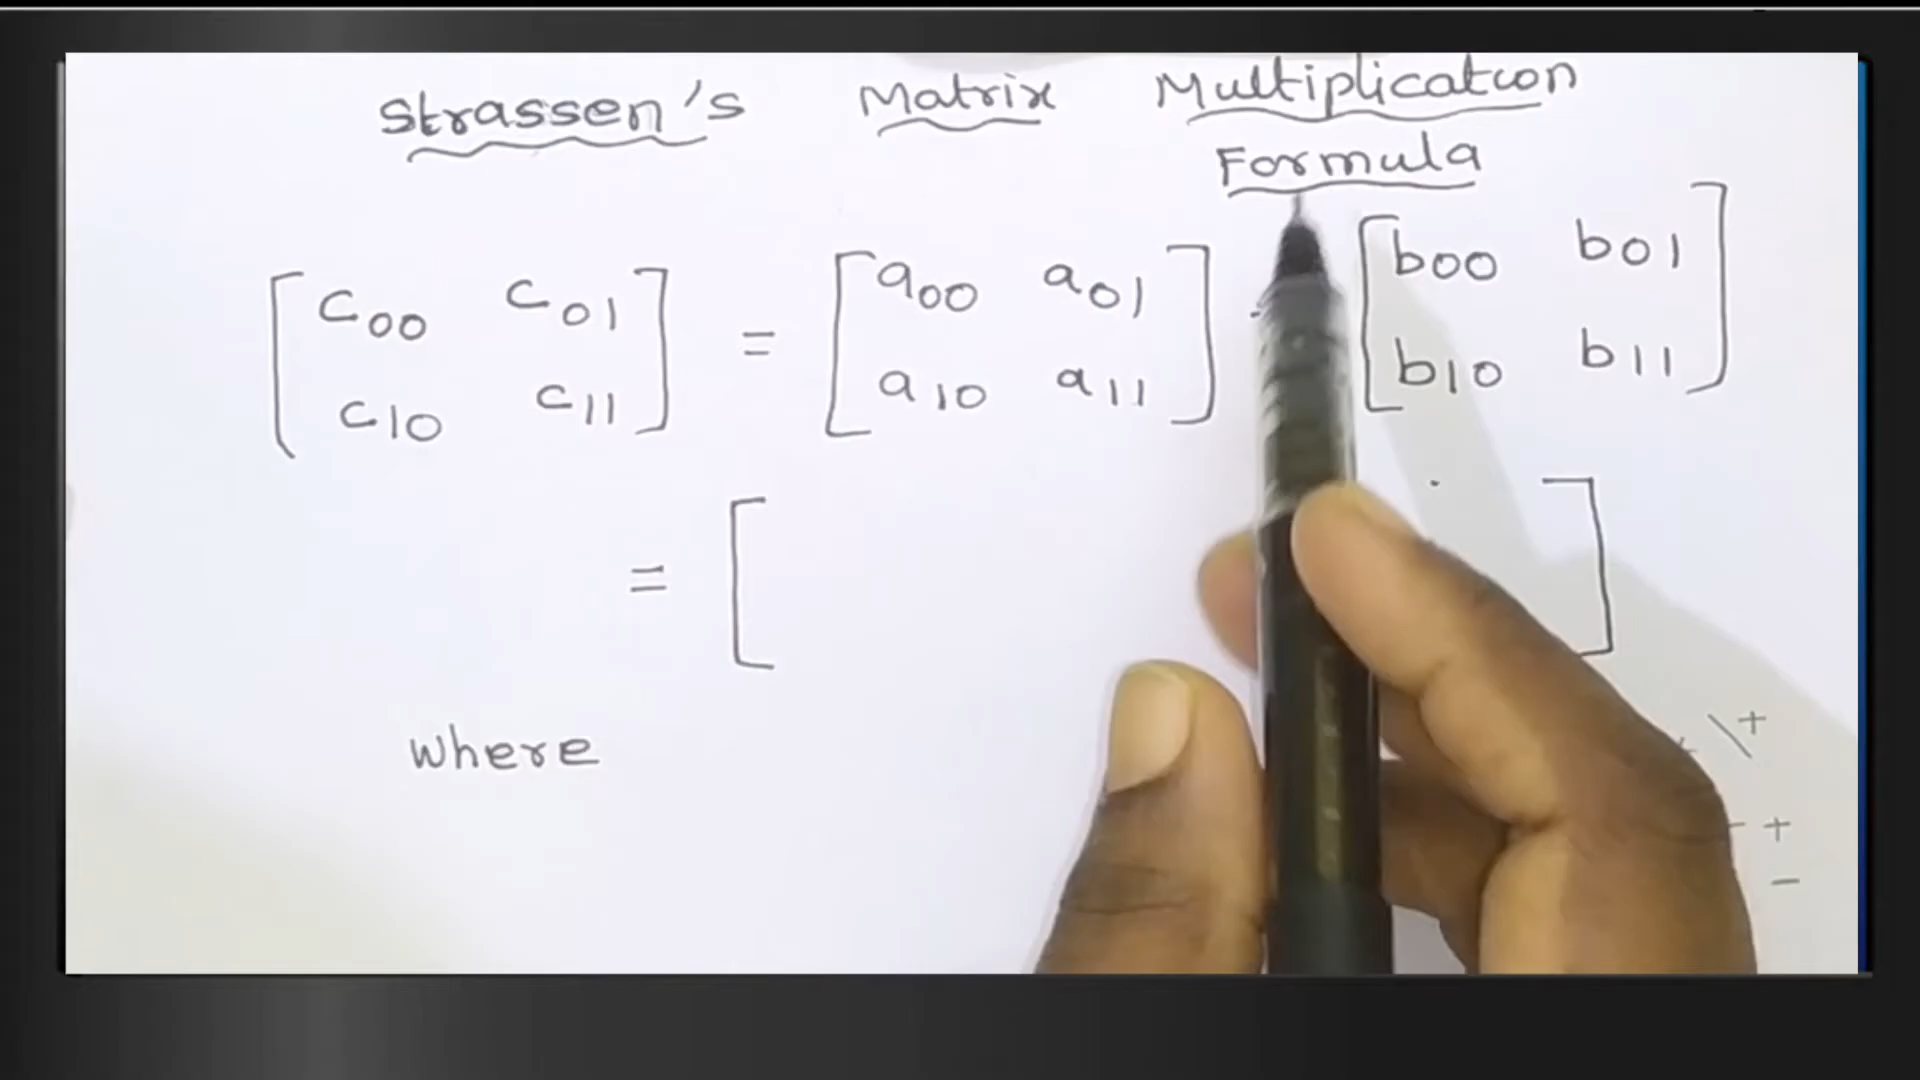 Strassen's Matrix Multiplication
Formula
[ c00 c01 ] = [ a00 a01 ] . [ b00 b01 ]
[ c10 c11 ] [ a10 a11 ] [ b10 b11 ]
= [ ]
where
\ +
+
-